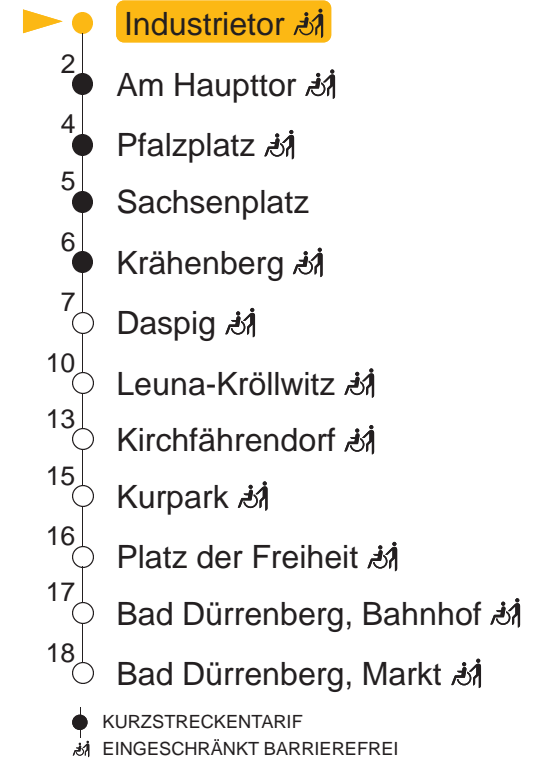 Industrietor
2
Am Haupttor
4
Pfalzplatz
5
Sachsenplatz
6
Krähenberg
7
Daspig
10
Leuna-Kröllwitz
13
Kirchfährendorf
15
Kurpark
16
Platz der Freiheit
17
Bad Dürrenberg, Bahnhof
18
Bad Dürrenberg, Markt
KURZSTRECKENTARIF
EINGESCHRÄNKT BARRIEREFREI